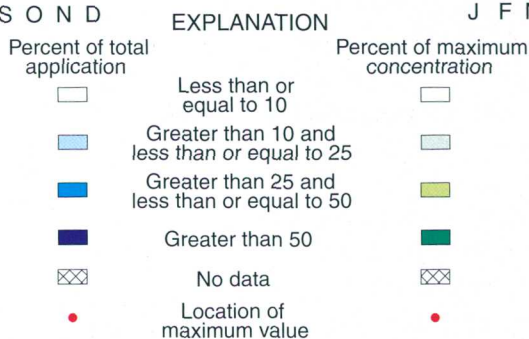 S O N D
EXPLANATION
J F
Percent of total
application
Percent of maximum
concentration
Less than or
equal to 10
Greater than 10 and
less than or equal to 25
Greater than 25 and
less than or equal to 50
Greater than 50
No data
Location of
maximum value